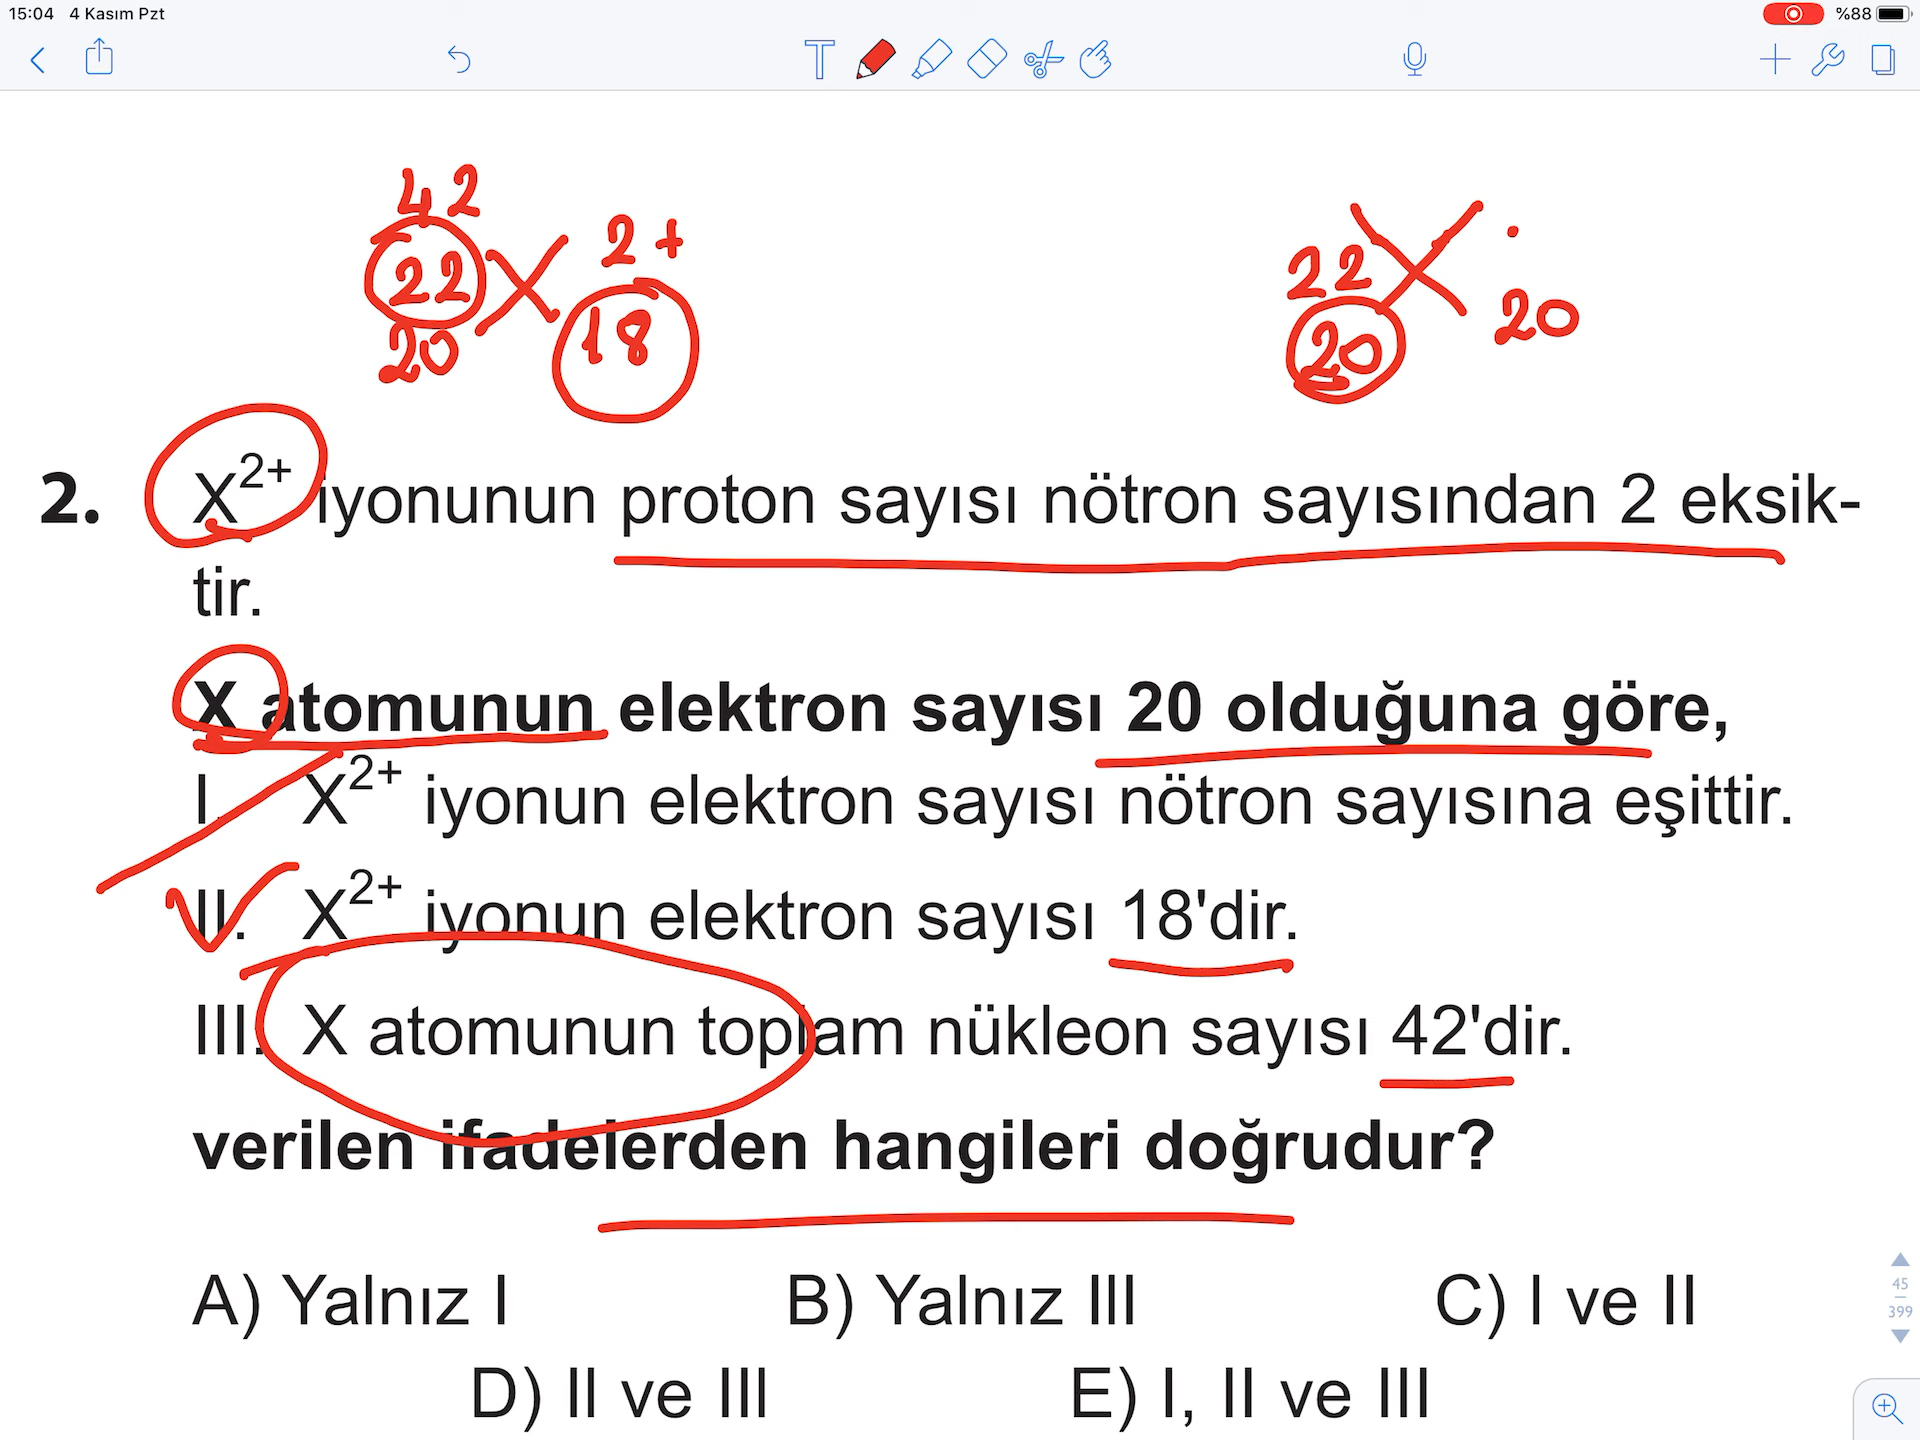 15:04 4 Kasım Pzt
%88
T
42
22 X 2+
20 18
22 X
20 20
2. X2+ iyonunun proton sayısı nötron sayısından 2 eksik-
tir.
X atomunun elektron sayısı 20 olduğuna göre,
I. X2+ iyonun elektron sayısı nötron sayısına eşittir.
II. X2+ iyonun elektron sayısı 18'dir.
III. X atomunun toplam nükleon sayısı 42'dir.
verilen ifadelerden hangileri doğrudur?
A) Yalnız I B) Yalnız III C) I ve II
D) II ve III E) I, II ve III
45
399